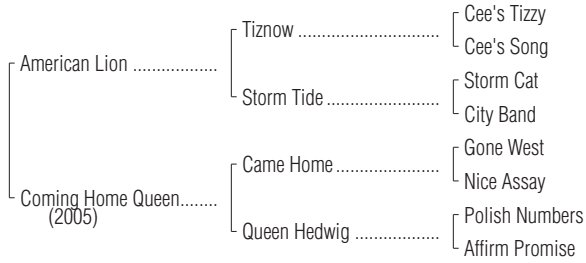 Cee's Tizzy
Tiznow ..................................
Cee's Song
American Lion ....................
Storm Cat
Storm Tide ...........................
City Band
Gone West
Came Home .........................
Nice Assay
Coming Home Queen........
(2005)
Polish Numbers
Queen Hedwig .....................
Affirm Promise